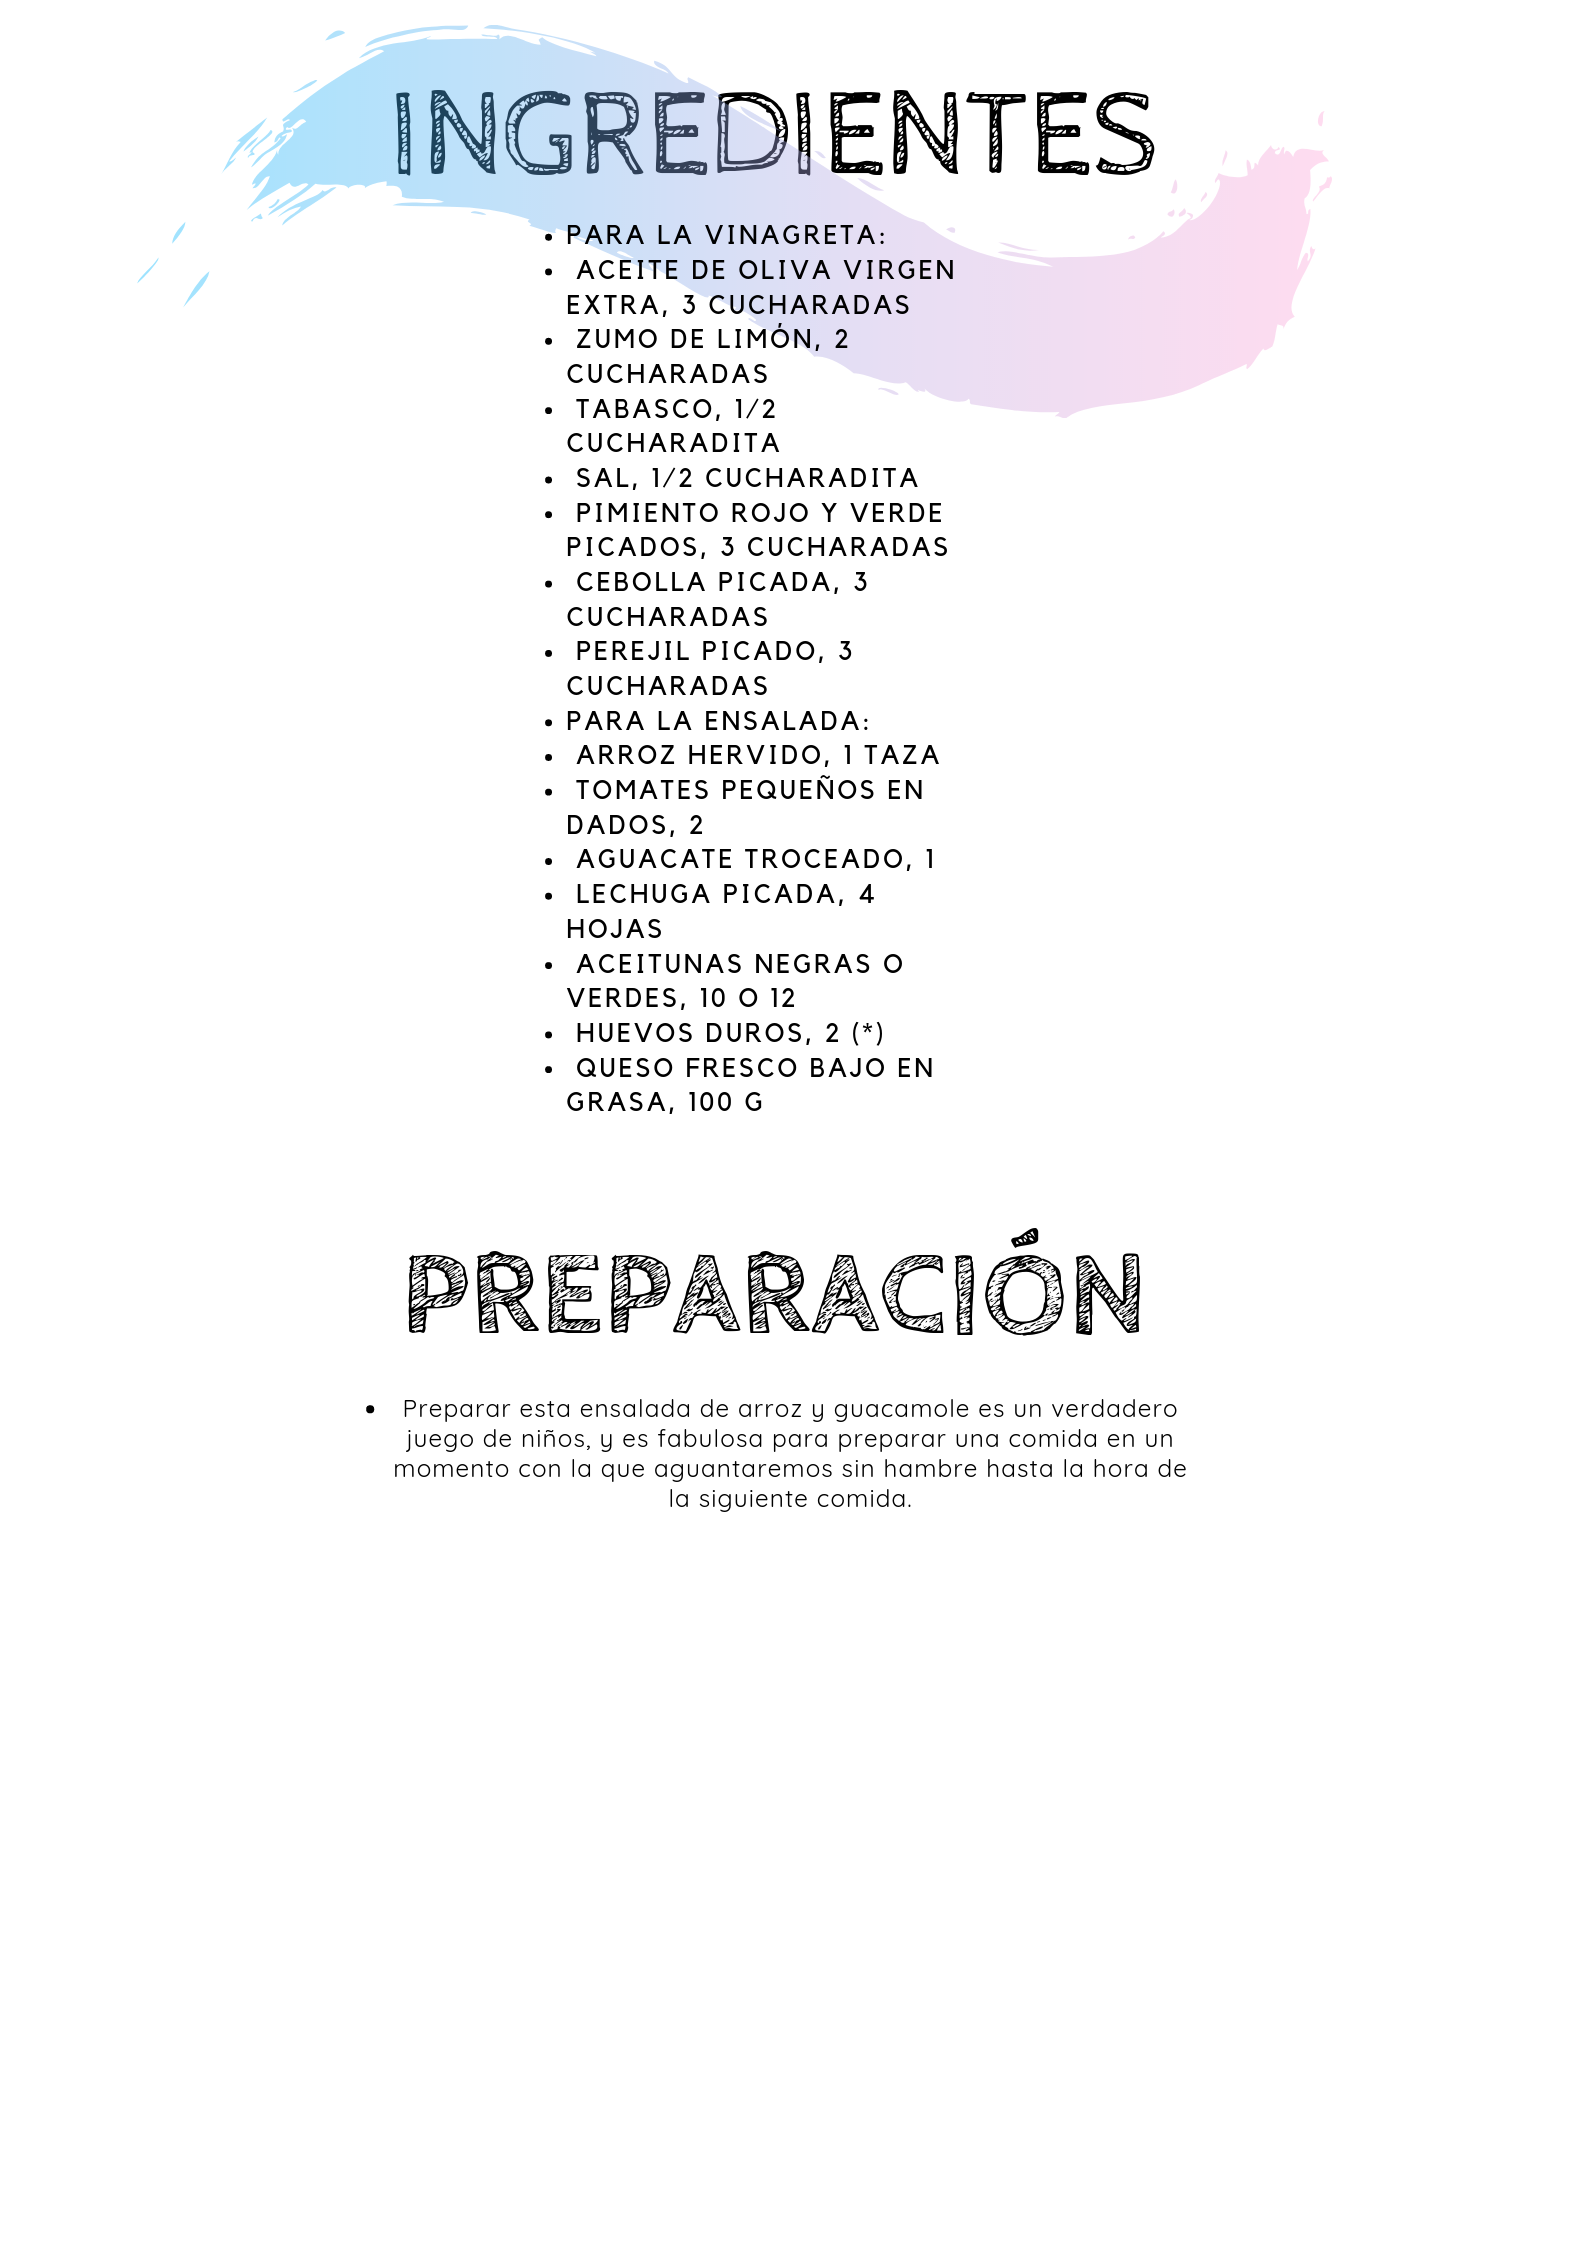 INGREDIENTES
• PARA LA VINAGRETA:
• ACEITE DE OLIVA VIRGEN
EXTRA, 3 CUCHARADAS
• ZUMO DE LIMÓN, 2
CUCHARADAS
• TABASCO, 1/2
CUCHARADITA
• SAL, 1/2 CUCHARADITA
• PIMIENTO ROJO Y VERDE
PICADOS, 3 CUCHARADAS
• CEBOLLA PICADA, 3
CUCHARADAS
• PEREJIL PICADO, 3
CUCHARADAS
• PARA LA ENSALADA:
• ARROZ HERVIDO, 1 TAZA
• TOMATES PEQUEÑOS EN
DADOS, 2
• AGUACATE TROCEADO, 1
• LECHUGA PICADA, 4
HOJAS
• ACEITUNAS NEGRAS O
VERDES, 10 O 12
• HUEVOS DUROS, 2 (*)
• QUESO FRESCO BAJO EN
GRASA, 100 G
PREPARACIÓN
• Preparar esta ensalada de arroz y guacamole es un verdadero
juego de niños, y es fabulosa para preparar una comida en un
momento con la que aguantaremos sin hambre hasta la hora de
la siguiente comida.